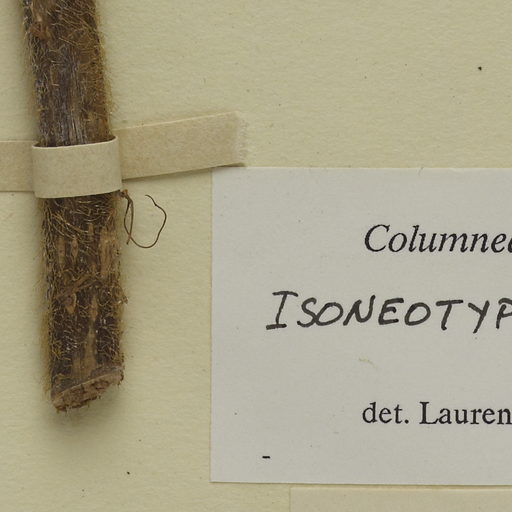 Columnea
ISONEOTYP
det. Lauren